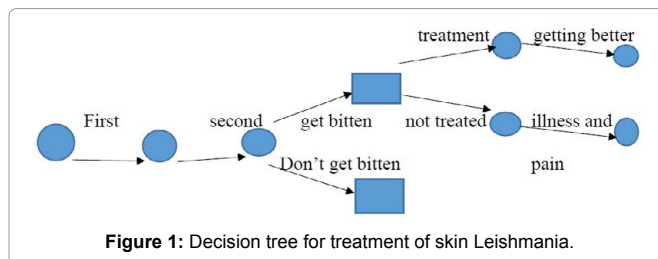 treatment getting better
First second get bitten not treated illness and
Don't get bitten pain
Figure 1: Decision tree for treatment of skin Leishmania.